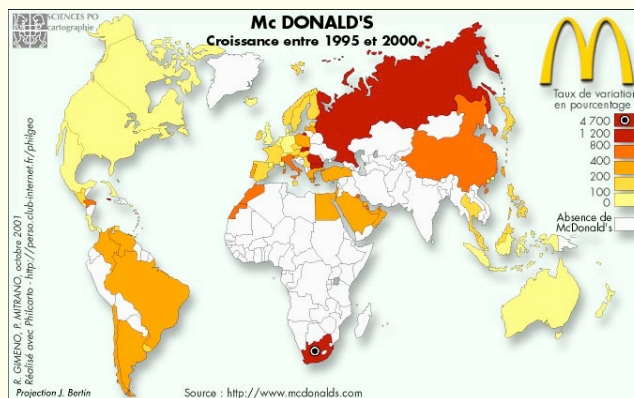 SCIENCES PO
cartographie
Mc DONALD'S
Croissance entre 1995 et 2000
Taux de variation
en pourcentage
4 700
1 200
800
400
200
100
0
Absence de
McDonald's
R. GIMENO, P. MITRANO, octobre 2001
Réalisé avec Philcarto - http://perso.club-internet.fr/philgeo
Projection J. Bertin
Source : http://www.mcdonalds.com